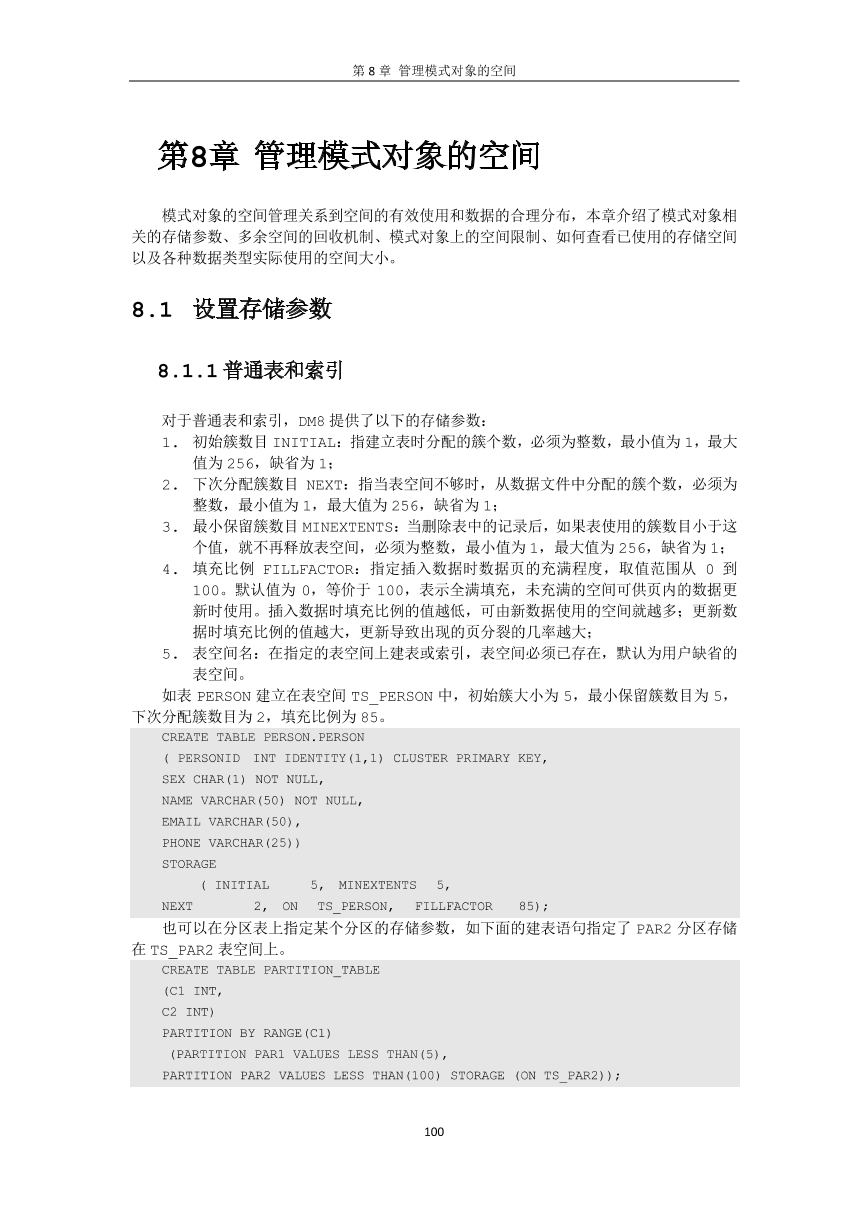 第 8 章 管理模式对象的空间
第8章 管理模式对象的空间
模式对象的空间管理关系到空间的有效使用和数据的合理分布，本章介绍了模式对象相
关的存储参数、多余空间的回收机制、模式对象上的空间限制、如何查看已使用的存储空间
以及各种数据类型实际使用的空间大小。
8.1 设置存储参数
8.1.1 普通表和索引
对于普通表和索引，DM8 提供了以下的存储参数：
1. 初始簇数目 INITIAL：指建立表时分配的簇个数，必须为整数，最小值为 1，最大
值为 256，缺省为 1；
2. 下次分配簇数目 NEXT：指当表空间不够时，从数据文件中分配的簇个数，必须为
整数，最小值为 1，最大值为 256，缺省为 1；
3. 最小保留簇数目 MINEXTENTS：当删除表中的记录后，如果表使用的簇数目小于这
个值，就不再释放表空间，必须为整数，最小值为 1，最大值为 256，缺省为 1；
4. 填充比例 FILLFACTOR：指定插入数据时数据页的充满程度，取值范围从 0 到
100。默认值为 0，等价于 100，表示全满填充，未充满的空间可供页内的数据更
新时使用。插入数据时填充比例的值越低，可由新数据使用的空间就越多；更新数
据时填充比例的值越大，更新导致出现的页分裂的几率越大；
5. 表空间名：在指定的表空间上建表或索引，表空间必须已存在，默认为用户缺省的
表空间。
如表 PERSON 建立在表空间 TS_PERSON 中，初始簇大小为 5，最小保留簇数目为 5，
下次分配簇数目为 2，填充比例为 85。
CREATE TABLE PERSON.PERSON
( PERSONID INT IDENTITY(1,1) CLUSTER PRIMARY KEY,
SEX CHAR(1) NOT NULL,
NAME VARCHAR(50) NOT NULL,
EMAIL VARCHAR(50),
PHONE VARCHAR(25))
STORAGE
( INITIAL 5, MINEXTENTS 5,
NEXT 2, ON TS_PERSON, FILLFACTOR 85);
也可以在分区表上指定某个分区的存储参数，如下面的建表语句指定了 PAR2 分区存储
在 TS_PAR2 表空间上。
CREATE TABLE PARTITION_TABLE
(C1 INT,
C2 INT)
PARTITION BY RANGE(C1)
(PARTITION PAR1 VALUES LESS THAN(5),
PARTITION PAR2 VALUES LESS THAN(100) STORAGE (ON TS_PAR2));
100